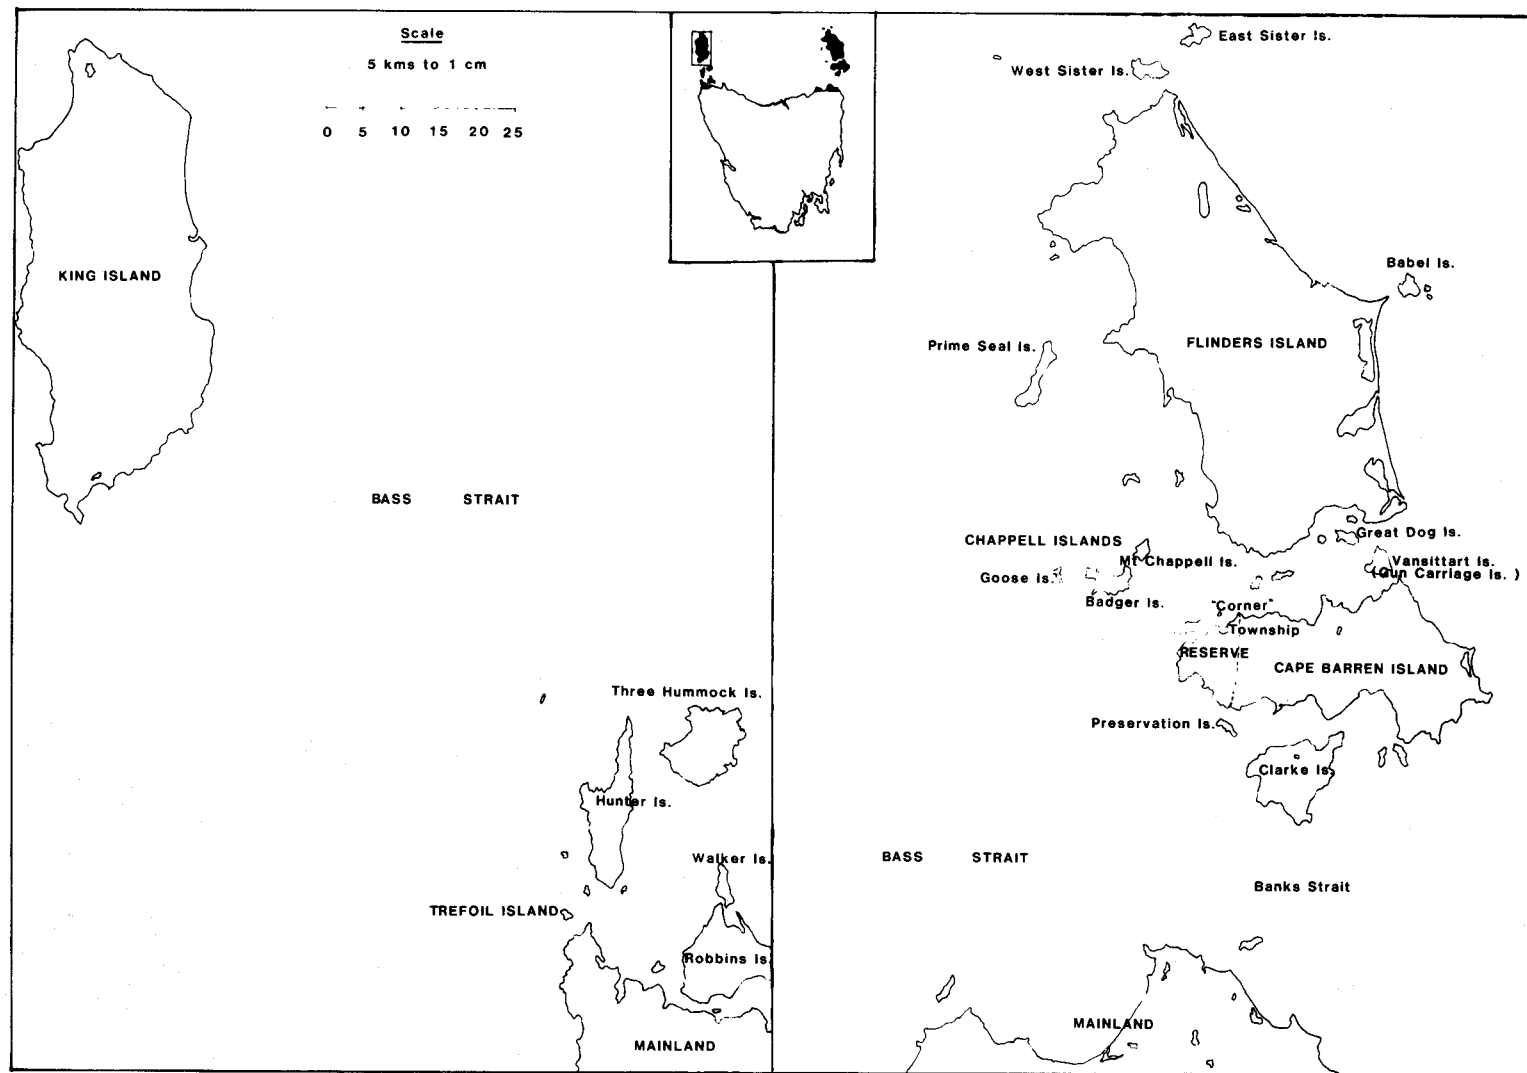 Scale
5 kms to 1 cm
0 5 10 15 20 25
KING ISLAND
BASS STRAIT
Three Hummock Is.
Hunter Is.
Walker Is.
TREFOIL ISLAND
Robbins Is
MAINLAND
East Sister Is.
West Sister Is.
Babel Is.
Prime Seal Is.
FLINDERS ISLAND
Great Dog Is.
CHAPPELL ISLANDS
Mt Chappell Is.
Vansittart Is.
(Gun Carriage Is. )
Goose Is.
Badger Is.
"Corner"
Township
RESERVE
CAPE BARREN ISLAND
Preservation Is.
Clarke Is.
BASS STRAIT
Banks Strait
MAINLAND